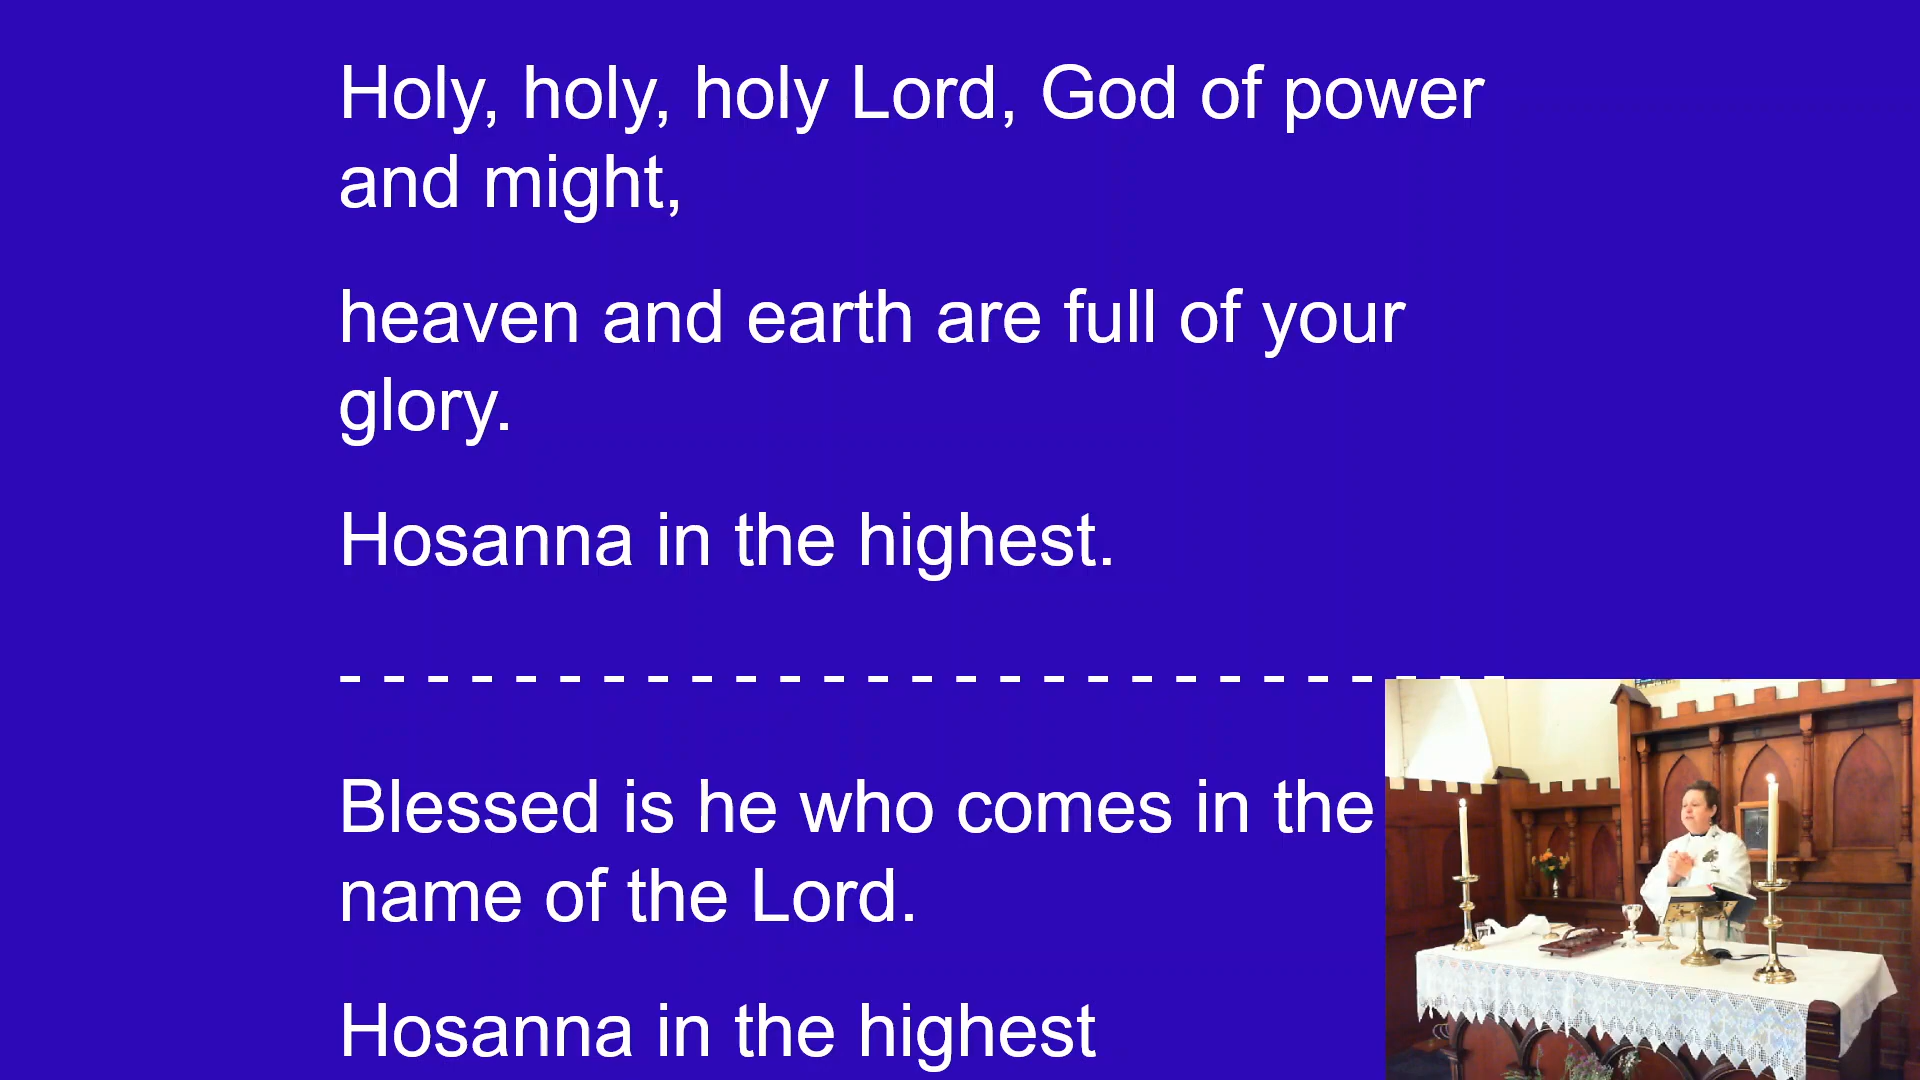 Holy, holy, holy Lord, God of power
and might,
heaven and earth are full of your
glory.
Hosanna in the highest.
- - - - - - - - - - - - - - - - - - - - - - - - - - -
Blessed is he who comes in the
name of the Lord.
Hosanna in the highest